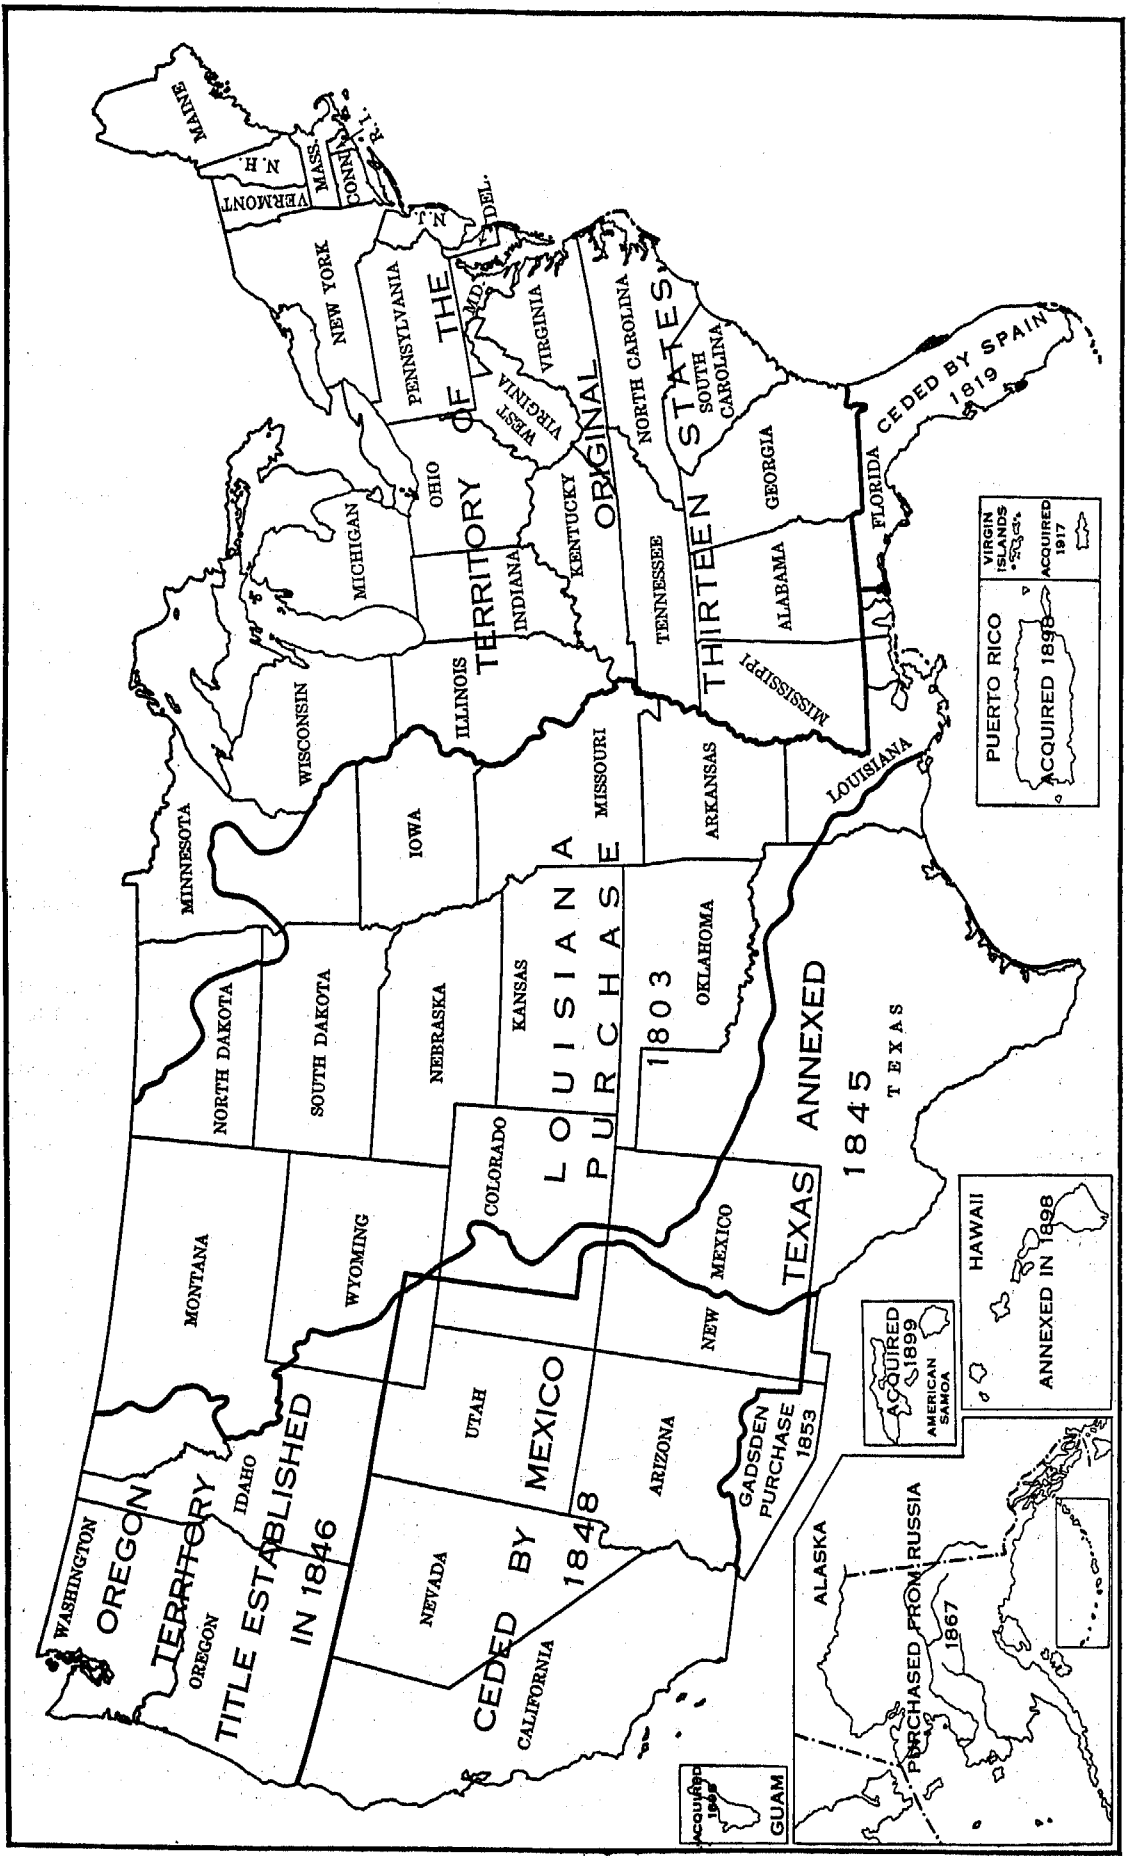 WASHINGTON
OREGON
TERRITORY
OREGON
IDAHO
TITLE ESTABLISHED
IN 1846
MONTANA
WYOMING
NORTH DAKOTA
SOUTH DAKOTA
NEBRASKA
KANSAS
MINNESOTA
IOWA
WISCONSIN
ILLINOIS
MICHIGAN
INDIANA
OHIO
KENTUCKY
TENNESSEE
MISSOURI
ARKANSAS
LOUISIANA
MISSISSIPPI
ALABAMA
GEORGIA
FLORIDA
CEDED BY SPAIN
1819
SOUTH
CAROLINA
NORTH CAROLINA
VIRGINIA
WEST
VIRGINIA
MD.
DEL.
N.J.
PENNSYLVANIA
NEW YORK
VERMONT
N.H.
MAINE
MASS.
CONN.
R.I.
TERRITORY OF THE
ORIGINAL
THIRTEEN STATES
LOUISIANA
PURCHASE
1803
COLORADO
OKLAHOMA
NEVADA
UTAH
CALIFORNIA
CEDED BY MEXICO
1848
ARIZONA
NEW MEXICO
GADSDEN
PURCHASE
1853
TEXAS ANNEXED
1845
TEXAS
ACQUIRED
GUAM
ALASKA
PURCHASED FROM RUSSIA
1867
ACQUIRED
1899
AMERICAN
SAMOA
HAWAII
ANNEXED IN 1898
PUERTO RICO
ACQUIRED 1898
VIRGIN
ISLANDS
ACQUIRED
1917